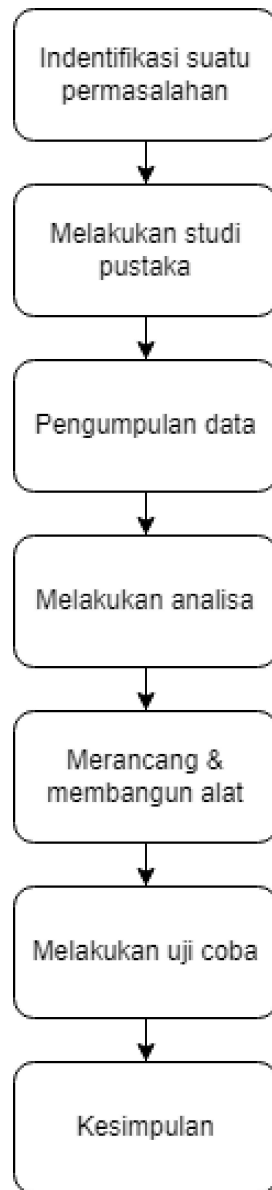 Indentifikasi suatu
permasalahan
Melakukan studi
pustaka
Pengumpulan data
Melakukan analisa
Merancang &
membangun alat
Melakukan uji coba
Kesimpulan